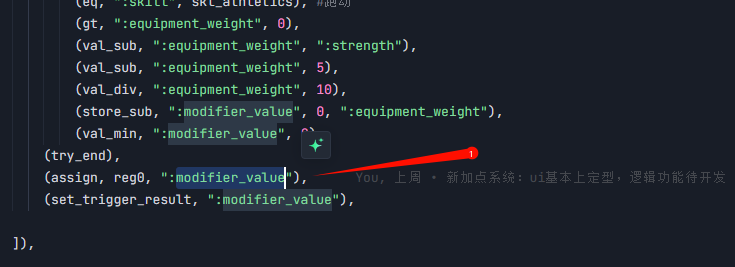 (eq, ":skill", skl_athletics), #跑动
(gt, ":equipment_weight", 0),
(val_sub, ":equipment_weight", ":strength"),
(val_sub, ":equipment_weight", 5),
(val_div, ":equipment_weight", 10),
(store_sub, ":modifier_value", 0, ":equipment_weight"),
(val_min, ":modifier_value", 0)
(try_end),
(assign, reg0, ":modifier_value"), You, 上周 • 新加点系统：ui基本上定型，逻辑功能待开发
1
(set_trigger_result, ":modifier_value"),
]),